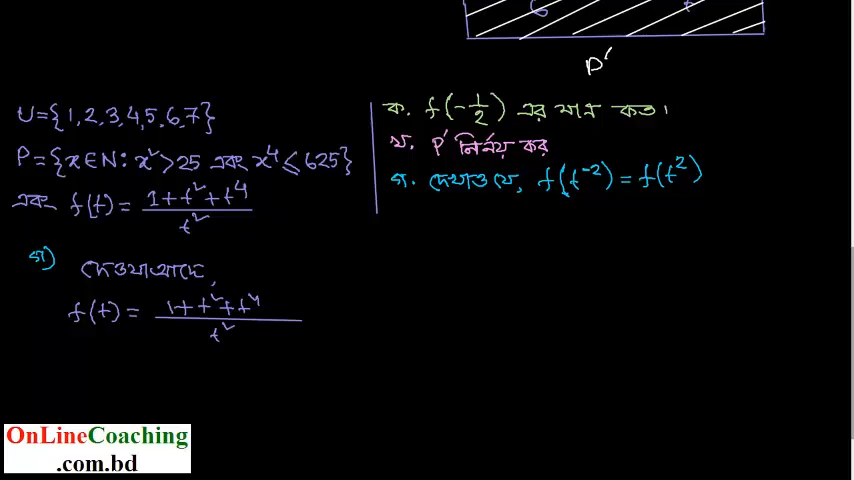 P′
U={1,2,3,4,5,6,7}
P={x∈N: x²>25 এবং x⁴≤625}
এবং f(t) = (1+t²+t⁴)/t²
ক. f(-1/2) এর মান কত।
খ. P′ নির্নয় কর
গ. দেখাও যে, f(t⁻²) = f(t²)
গ) দেওয়া আছে,
f(t) = (1+t²+t⁴)/t²
OnLineCoaching
.com.bd